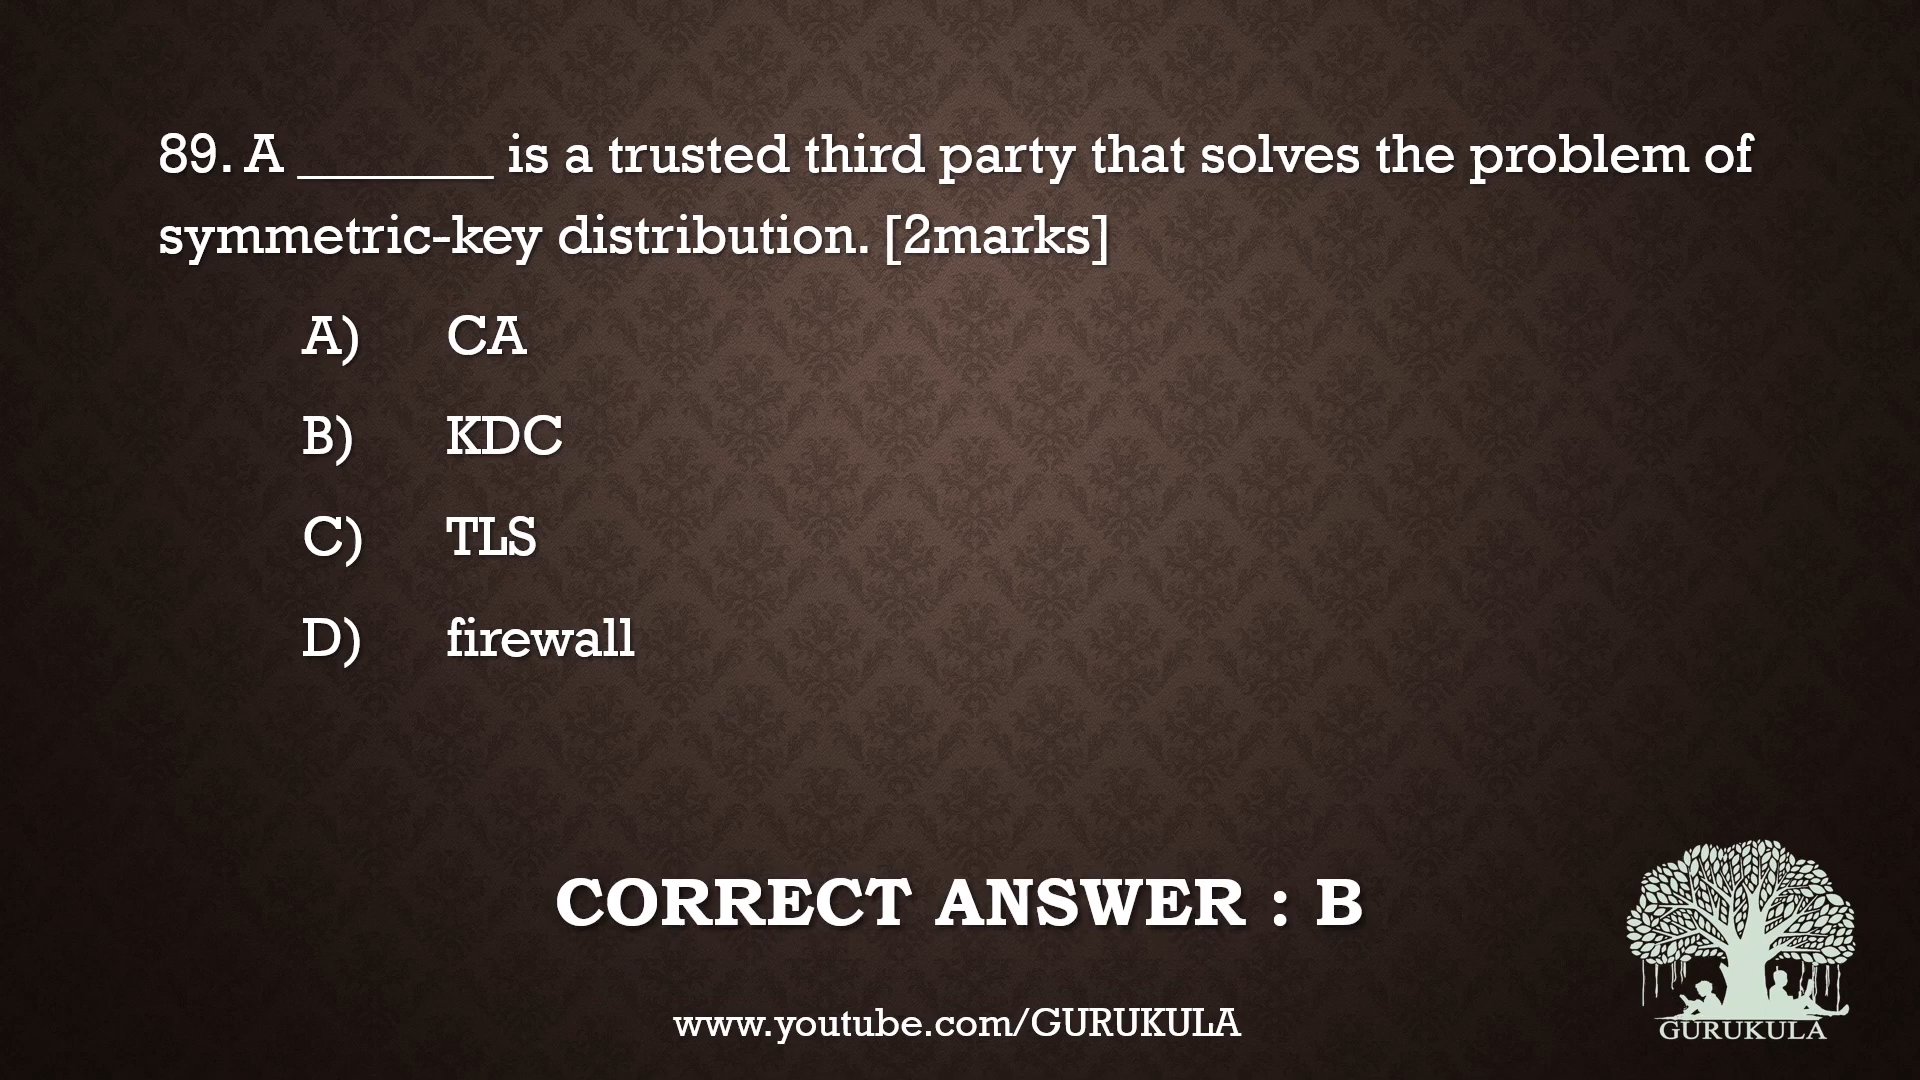 89. A ________ is a trusted third party that solves the problem of
symmetric-key distribution. [2marks]
A) CA
B) KDC
C) TLS
D) firewall
CORRECT ANSWER : B
www.youtube.com/GURUKULA
GURUKULA